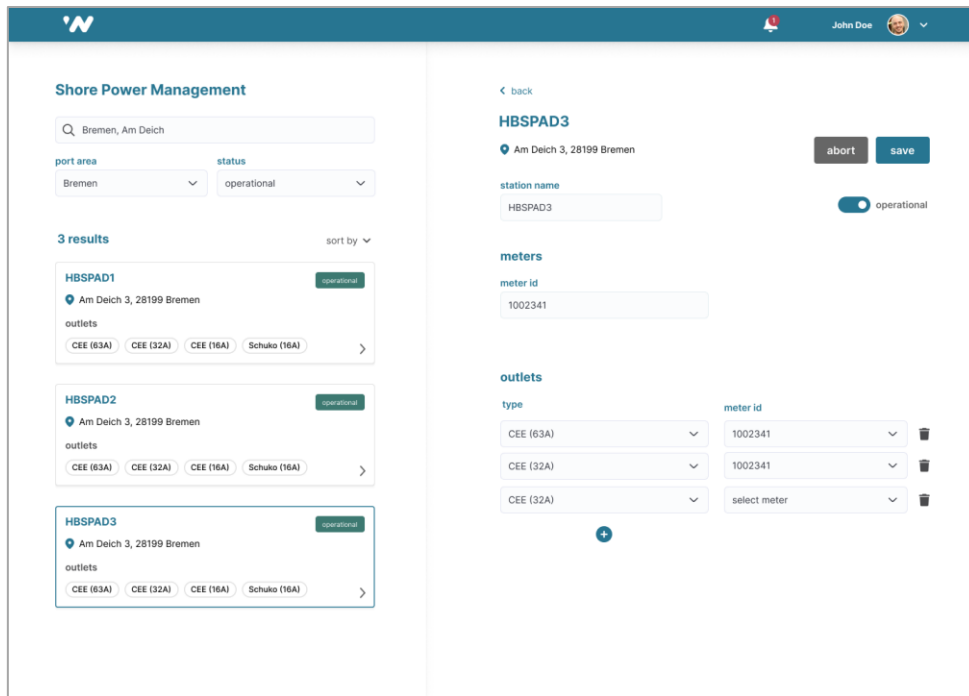 1
John Doe
Shore Power Management
Bremen, Am Deich
port area
status
Bremen
operational
3 results
sort by
HBSPAD1
operational
Am Deich 3, 28199 Bremen
outlets
CEE (63A) CEE (32A) CEE (16A) Schuko (16A)
HBSPAD2
operational
Am Deich 3, 28199 Bremen
outlets
CEE (63A) CEE (32A) CEE (16A) Schuko (16A)
HBSPAD3
operational
Am Deich 3, 28199 Bremen
outlets
CEE (63A) CEE (32A) CEE (16A) Schuko (16A)
back
HBSPAD3
Am Deich 3, 28199 Bremen
abort
save
station name
HBSPAD3
operational
meters
meter id
1002341
outlets
type
meter id
CEE (63A)
1002341
CEE (32A)
1002341
CEE (32A)
select meter